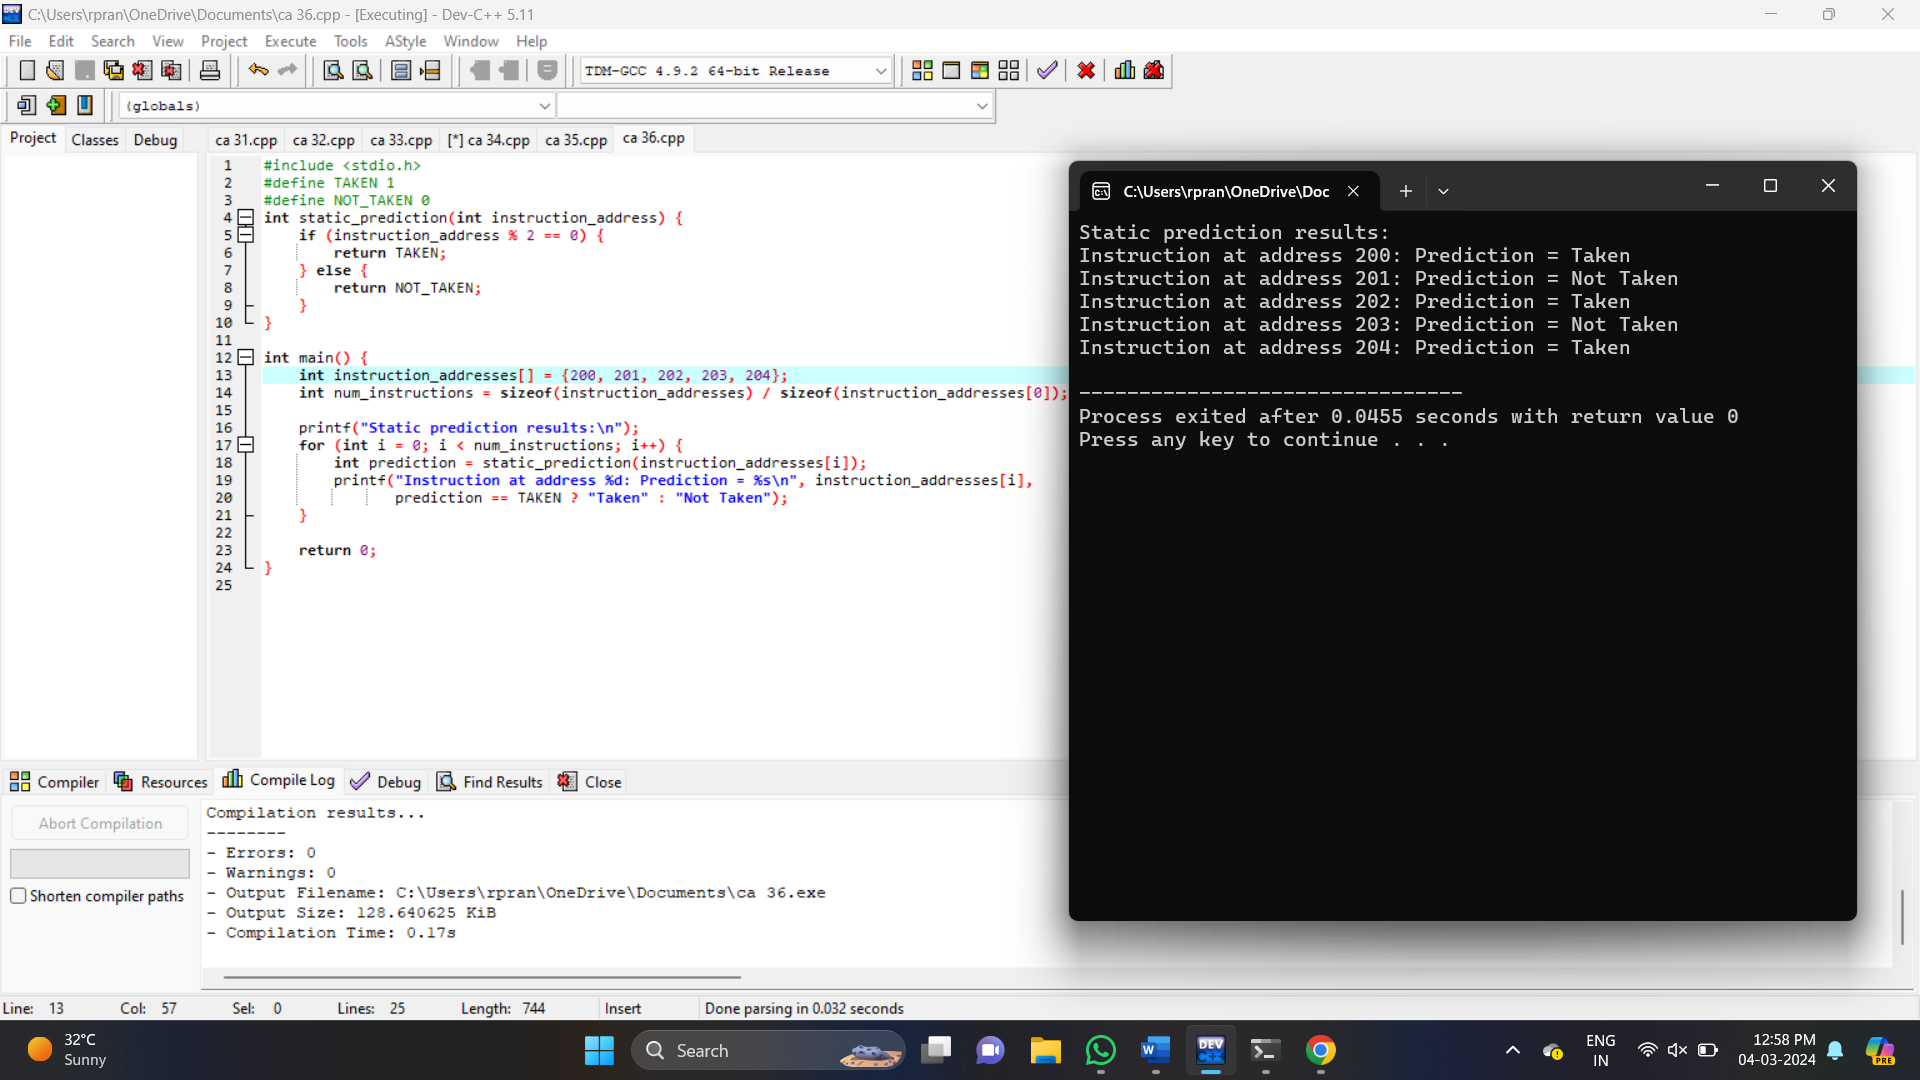 C:\Users\rpran\OneDrive\Documents\ca 36.cpp - [Executing] - Dev-C++ 5.11
File Edit Search View Project Execute Tools AStyle Window Help
TDM-GCC 4.9.2 64-bit Release
(globals)
Project Classes Debug
ca 31.cpp ca 32.cpp ca 33.cpp [*] ca 34.cpp ca 35.cpp ca 36.cpp
1 #include <stdio.h>
2 #define TAKEN 1
3 #define NOT_TAKEN 0
4 int static_prediction(int instruction_address) {
5     if (instruction_address % 2 == 0) {
6         return TAKEN;
7     } else {
8         return NOT_TAKEN;
9     }
10 }
11
12 int main() {
13     int instruction_addresses[] = {200, 201, 202, 203, 204};
14     int num_instructions = sizeof(instruction_addresses) / sizeof(instruction_addresses[0]);
15
16     printf("Static prediction results:\n");
17     for (int i = 0; i < num_instructions; i++) {
18         int prediction = static_prediction(instruction_addresses[i]);
19         printf("Instruction at address %d: Prediction = %s\n", instruction_addresses[i],
20                prediction == TAKEN ? "Taken" : "Not Taken");
21     }
22
23     return 0;
24 }
25
C:\Users\rpran\OneDrive\Doc
Static prediction results:
Instruction at address 200: Prediction = Taken
Instruction at address 201: Prediction = Not Taken
Instruction at address 202: Prediction = Taken
Instruction at address 203: Prediction = Not Taken
Instruction at address 204: Prediction = Taken
--------------------------------
Process exited after 0.0455 seconds with return value 0
Press any key to continue . . .
Compiler Resources Compile Log Debug Find Results Close
Abort Compilation
Shorten compiler paths
Compilation results...
--------
- Errors: 0
- Warnings: 0
- Output Filename: C:\Users\rpran\OneDrive\Documents\ca 36.exe
- Output Size: 128.640625 KiB
- Compilation Time: 0.17s
Line: 13 Col: 57 Sel: 0 Lines: 25 Length: 744 Insert Done parsing in 0.032 seconds
32°C
Sunny
Search
DEV
ENG
IN
12:58 PM
04-03-2024
PRE